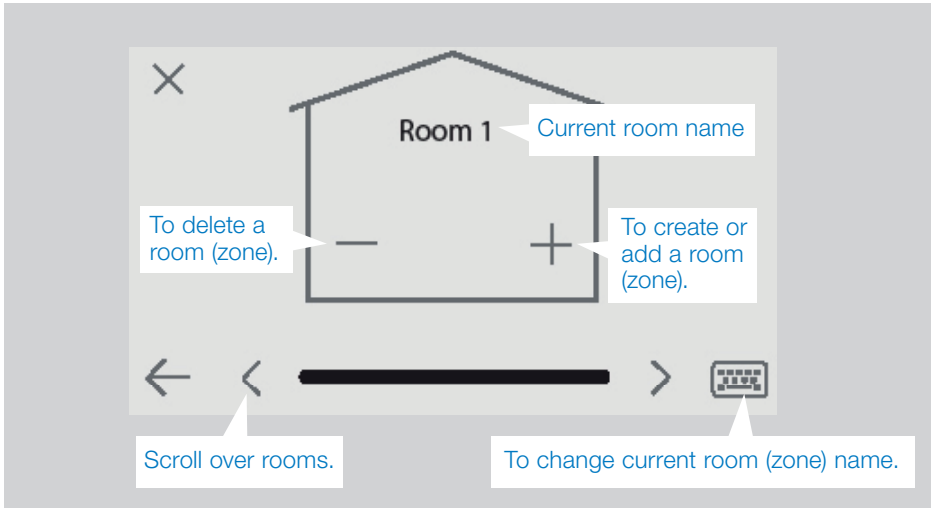 Room 1
Current room name
To delete a
room (zone).
To create or
add a room
(zone).
Scroll over rooms.
To change current room (zone) name.